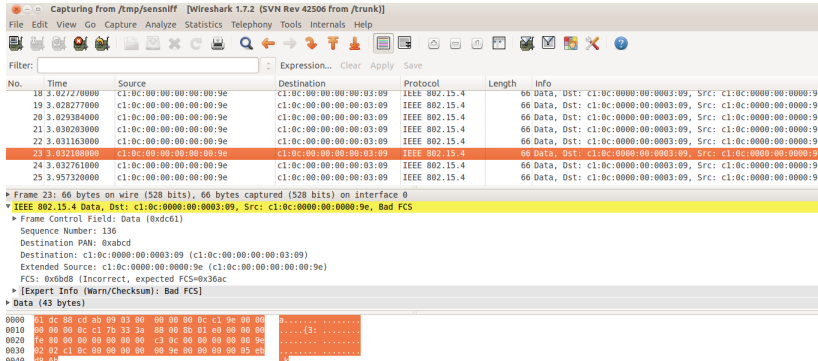 Capturing from /tmp/sensniff [Wireshark 1.7.2 (SVN Rev 42506 from /trunk)]
File Edit View Go Capture Analyze Statistics Telephony Tools Internals Help
Filter: Expression... Clear Apply Save
No. Time Source Destination Protocol Length Info
18 3.027270000 c1:0c:00:00:00:00:00:9e c1:0c:00:00:00:00:03:09 IEEE 802.15.4 66 Data, Dst: c1:0c:0000:00:0003:09, Src: c1:0c:0000:00:0000:9
19 3.028277000 c1:0c:00:00:00:00:00:9e c1:0c:00:00:00:00:03:09 IEEE 802.15.4 66 Data, Dst: c1:0c:0000:00:0003:09, Src: c1:0c:0000:00:0000:9
20 3.029384000 c1:0c:00:00:00:00:00:9e c1:0c:00:00:00:00:03:09 IEEE 802.15.4 66 Data, Dst: c1:0c:0000:00:0003:09, Src: c1:0c:0000:00:0000:9
21 3.030203000 c1:0c:00:00:00:00:00:9e c1:0c:00:00:00:00:03:09 IEEE 802.15.4 66 Data, Dst: c1:0c:0000:00:0003:09, Src: c1:0c:0000:00:0000:9
22 3.031163000 c1:0c:00:00:00:00:00:9e c1:0c:00:00:00:00:03:09 IEEE 802.15.4 66 Data, Dst: c1:0c:0000:00:0003:09, Src: c1:0c:0000:00:0000:9
23 3.032108000 c1:0c:00:00:00:00:00:9e c1:0c:00:00:00:00:03:09 IEEE 802.15.4 66 Data, Dst: c1:0c:0000:00:0003:09, Src: c1:0c:0000:00:0000:9
24 3.032761000 c1:0c:00:00:00:00:00:9e c1:0c:00:00:00:00:03:09 IEEE 802.15.4 66 Data, Dst: c1:0c:0000:00:0003:09, Src: c1:0c:0000:00:0000:9
25 3.957320000 c1:0c:00:00:00:00:00:9e c1:0c:00:00:00:00:03:09 IEEE 802.15.4 66 Data, Dst: c1:0c:0000:00:0003:09, Src: c1:0c:0000:00:0000:9
Frame 23: 66 bytes on wire (528 bits), 66 bytes captured (528 bits) on interface 0
IEEE 802.15.4 Data, Dst: c1:0c:0000:00:0003:09, Src: c1:0c:0000:00:0000:9e, Bad FCS
Frame Control Field: Data (0xdc61)
Sequence Number: 136
Destination PAN: 0xabcd
Destination: c1:0c:0000:00:0003:09 (c1:0c:00:00:00:00:03:09)
Extended Source: c1:0c:0000:00:0000:9e (c1:0c:00:00:00:00:00:9e)
FCS: 0x6bd8 (Incorrect, expected FCS=0x36ac
[Expert Info (Warn/Checksum): Bad FCS]
Data (43 bytes)
0000 61 dc 88 cd ab 09 03 00 00 00 00 0c c1 9e 00 00 a....... ........
0010 00 00 00 0c c1 7b 33 3a 88 00 8b 01 e0 00 00 00 .....{3: ........
0020 fe 80 00 00 00 00 00 00 c3 0c 00 00 00 00 00 9e ........ ........
0030 02 02 c1 0c 00 00 00 00 00 9e 00 00 00 00 05 eb ........ ........
0040 d8 6b .k